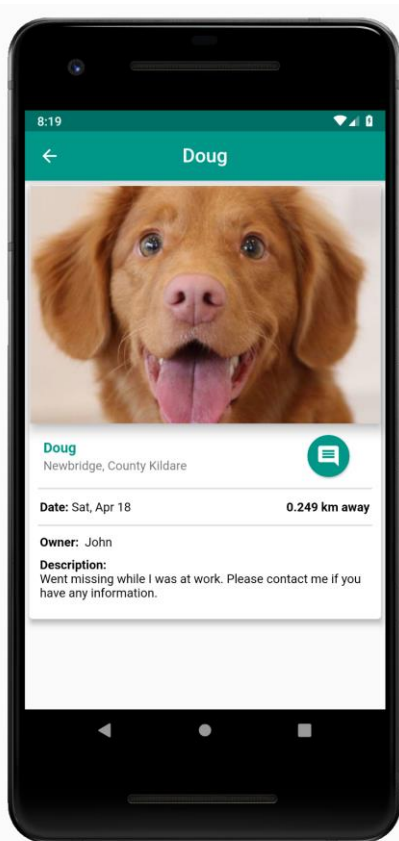 8:19
Doug
Doug
Newbridge, County Kildare
Date: Sat, Apr 18 0.249 km away
Owner: John
Description:
Went missing while I was at work. Please contact me if you
have any information.